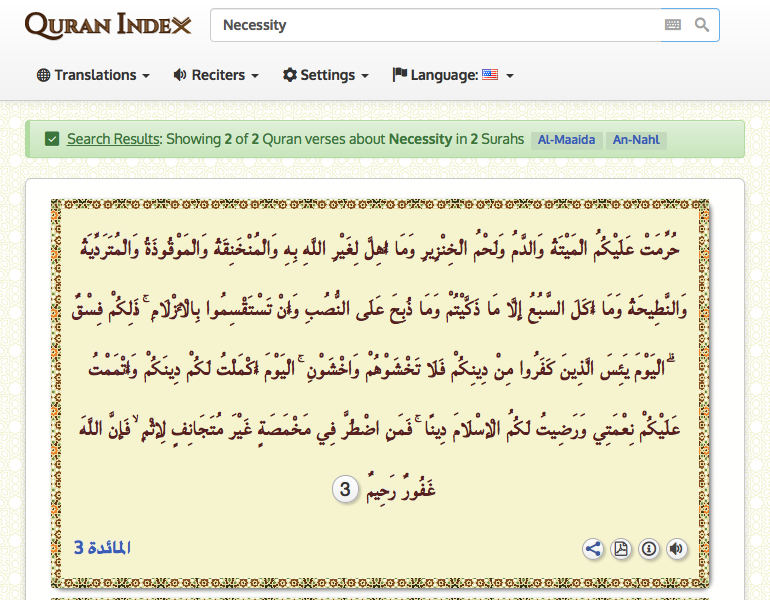 QURAN INDEX
Necessity
Translations Reciters Settings Language:
Search Results: Showing 2 of 2 Quran verses about Necessity in 2 Surahs Al-Maaida An-Nahl
حُرِّمَتْ عَلَيْكُمُ الْمَيْتَةُ وَالدَّمُ وَلَحْمُ الْخِنْزِيرِ وَمَا أُهِلَّ لِغَيْرِ اللَّهِ بِهِ وَالْمُنْخَنِقَةُ وَالْمَوْقُوذَةُ وَالْمُتَرَدِّيَةُ
وَالنَّطِيحَةُ وَمَا أَكَلَ السَّبُعُ إِلَّا مَا ذَكَّيْتُمْ وَمَا ذُبِحَ عَلَى النُّصُبِ وَأَنْ تَسْتَقْسِمُوا بِالْأَزْلَامِ ۚ ذَٰلِكُمْ فِسْقٌ
ۗ الْيَوْمَ يَئِسَ الَّذِينَ كَفَرُوا مِنْ دِينِكُمْ فَلَا تَخْشَوْهُمْ وَاخْشَوْنِ ۚ الْيَوْمَ أَكْمَلْتُ لَكُمْ دِينَكُمْ وَأَتْمَمْتُ
عَلَيْكُمْ نِعْمَتِي وَرَضِيتُ لَكُمُ الْإِسْلَامَ دِينًا ۚ فَمَنِ اضْطُرَّ فِي مَخْمَصَةٍ غَيْرَ مُتَجَانِفٍ لِإِثْمٍ ۙ فَإِنَّ اللَّهَ
غَفُورٌ رَحِيمٌ 3
المائدة 3